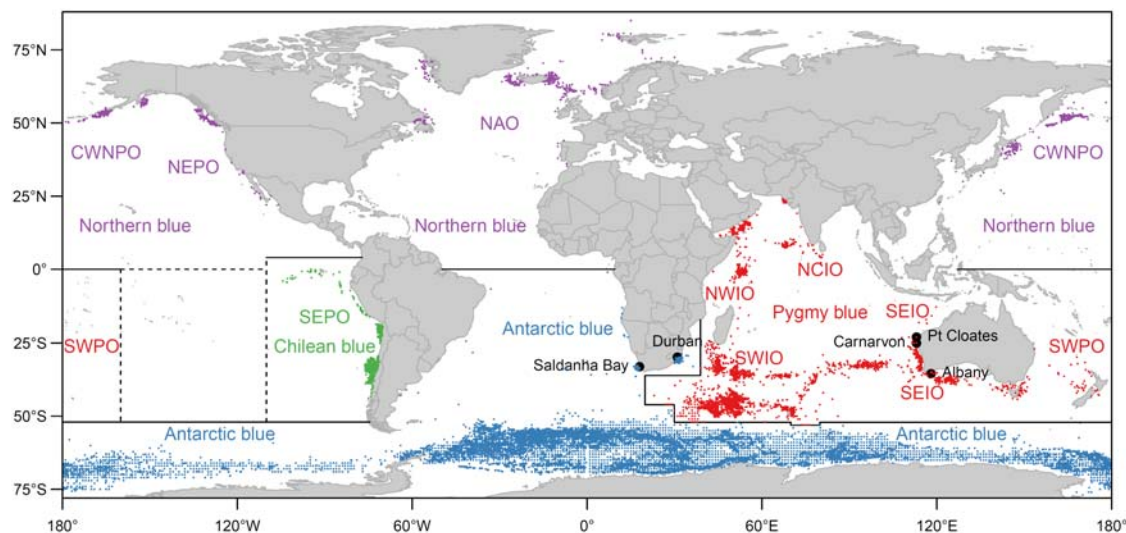 75°N
50°N
25°N
0°
25°S
50°S
75°S
NAO
CWNPO
NEPO
CWNPO
Northern blue
Northern blue
Northern blue
NCIO
NWIO
SEPO
Pygmy blue
SEIO
Antarctic blue
Durban
Pt Cloates
Carnarvon
SWPO
Chilean blue
SWIO
SWPO
Saldanha Bay
Albany
SEIO
Antarctic blue
Antarctic blue
180°
120°W
60°W
0°
60°E
120°E
180°